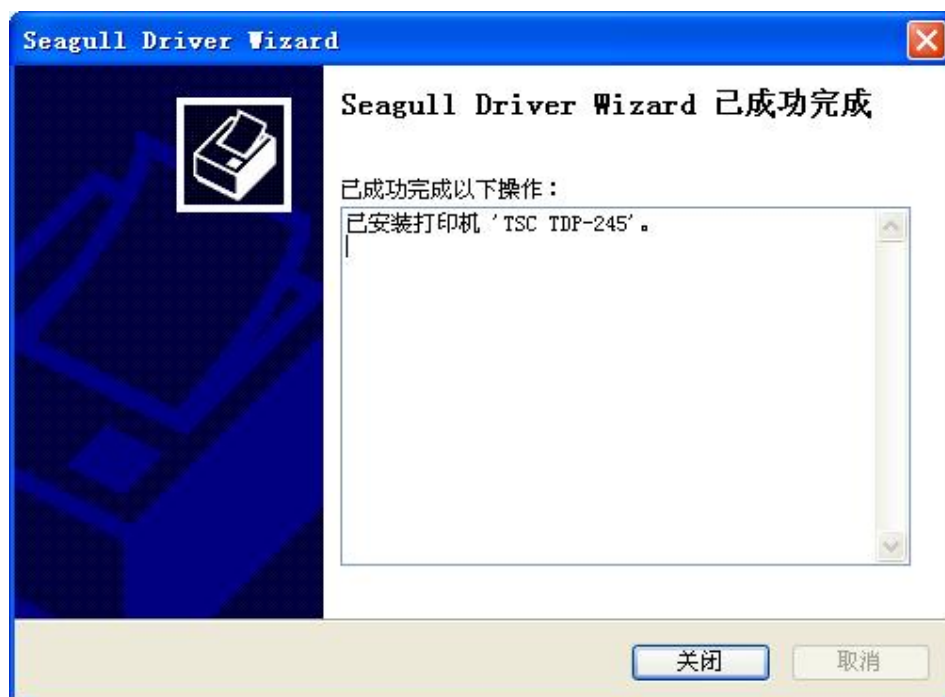 Seagull Driver Wizard
Seagull Driver Wizard 已成功完成
已成功完成以下操作：
已安装打印机 'TSC TDP-245'。
关闭
取消